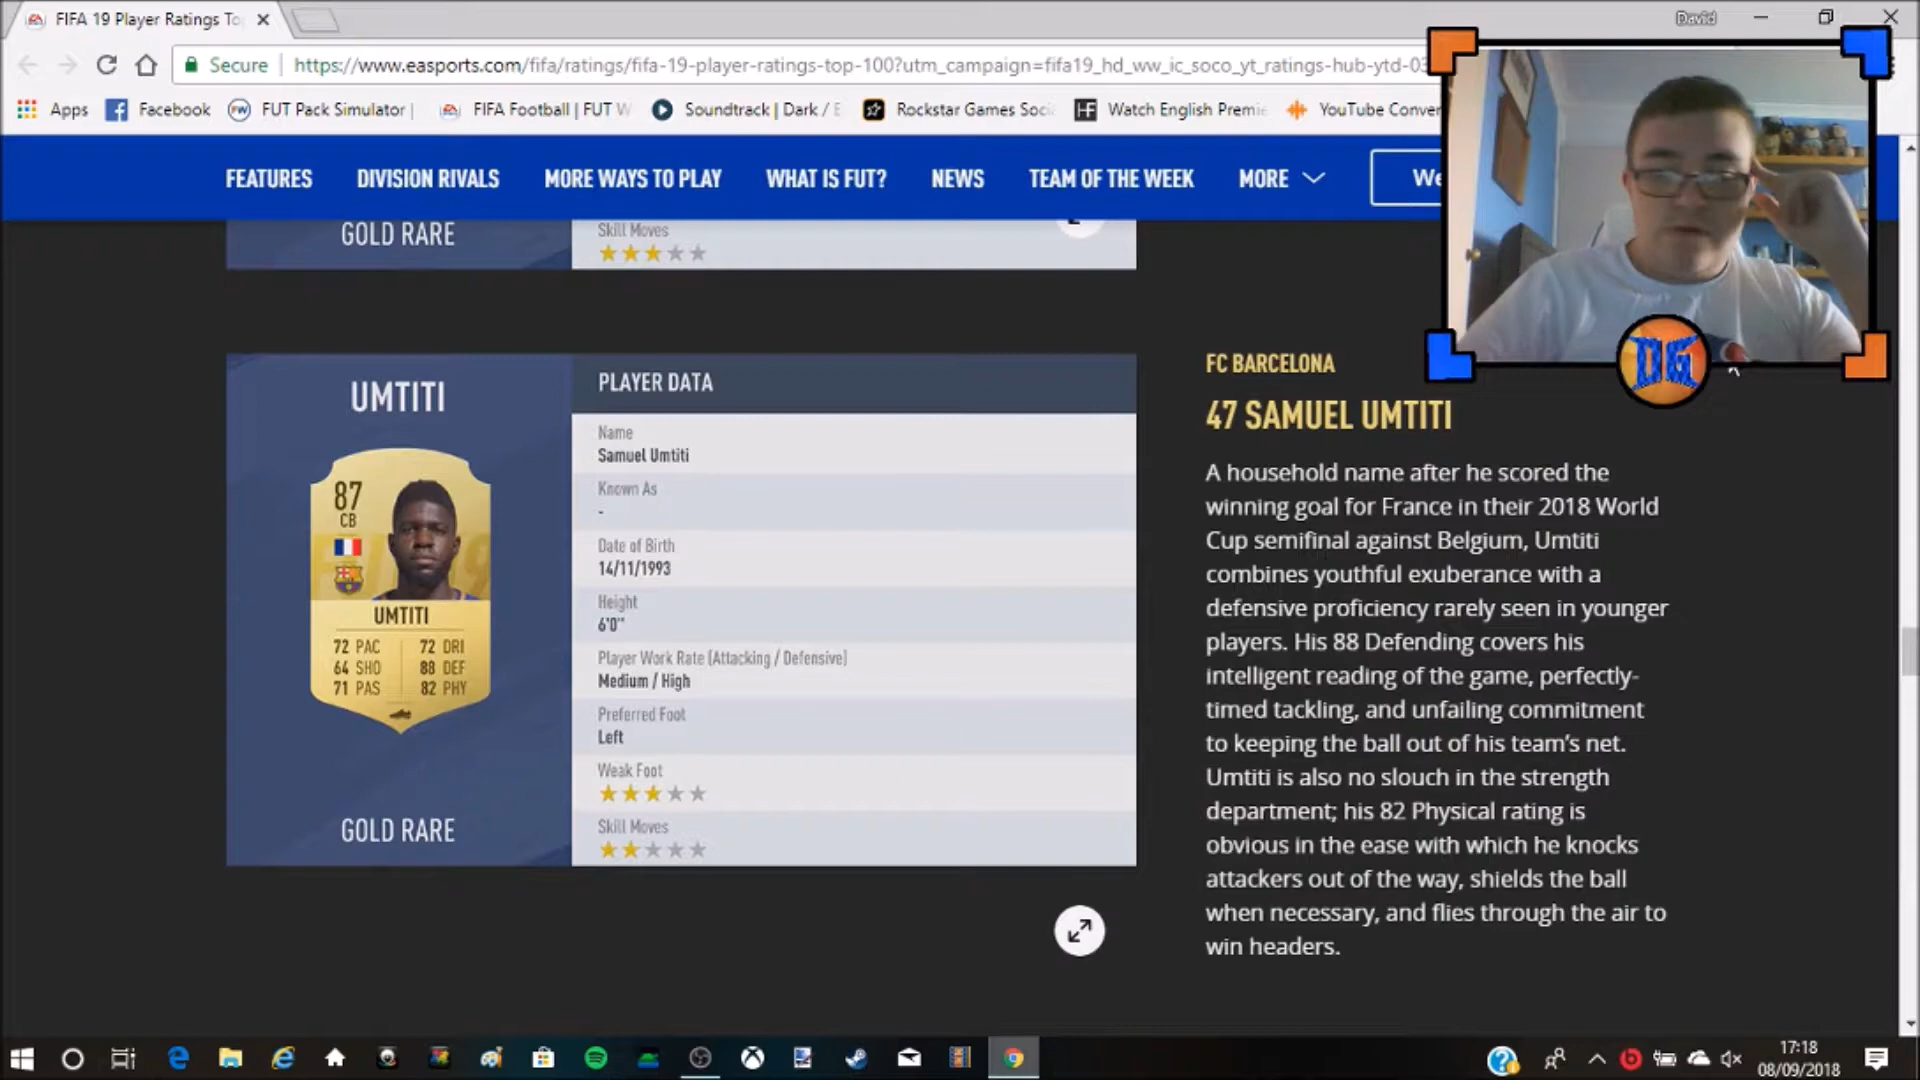 FIFA 19 Player Ratings To
David
Secure
https://www.easports.com/fifa/ratings/fifa-19-player-ratings-top-100?utm_campaign=fifa19_hd_ww_ic_soco_yt_ratings-hub-ytd-03
Apps
Facebook
FUT Pack Simulator |
FIFA Football | FUT W
Soundtrack | Dark / E
Rockstar Games Soci
Watch English Premie
YouTube Conver
FEATURES
DIVISION RIVALS
MORE WAYS TO PLAY
WHAT IS FUT?
NEWS
TEAM OF THE WEEK
MORE
We
GOLD RARE
Skill Moves
UMTITI
87
CB
UMTITI
72 PAC 72 DRI
64 SHO 88 DEF
71 PAS 82 PHY
GOLD RARE
PLAYER DATA
Name
Samuel Umtiti
Known As
-
Date of Birth
14/11/1993
Height
6'0"
Player Work Rate (Attacking / Defensive)
Medium / High
Preferred Foot
Left
Weak Foot
Skill Moves
DG
FC BARCELONA
47 SAMUEL UMTITI
A household name after he scored the
winning goal for France in their 2018 World
Cup semifinal against Belgium, Umtiti
combines youthful exuberance with a
defensive proficiency rarely seen in younger
players. His 88 Defending covers his
intelligent reading of the game, perfectly-
timed tackling, and unfailing commitment
to keeping the ball out of his team's net.
Umtiti is also no slouch in the strength
department; his 82 Physical rating is
obvious in the ease with which he knocks
attackers out of the way, shields the ball
when necessary, and flies through the air to
win headers.
17:18
08/09/2018